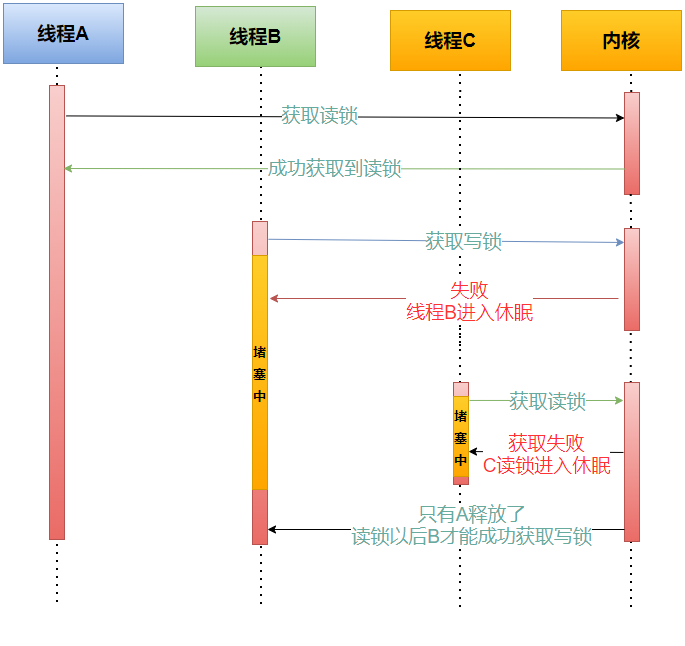 线程A
线程B
线程C
内核
获取读锁
成功获取到读锁
获取写锁
失败
线程B进入休眠
堵
塞
中
获取读锁
堵
塞
中
获取失败
C读锁进入休眠
只有A释放了
读锁以后B才能成功获取写锁